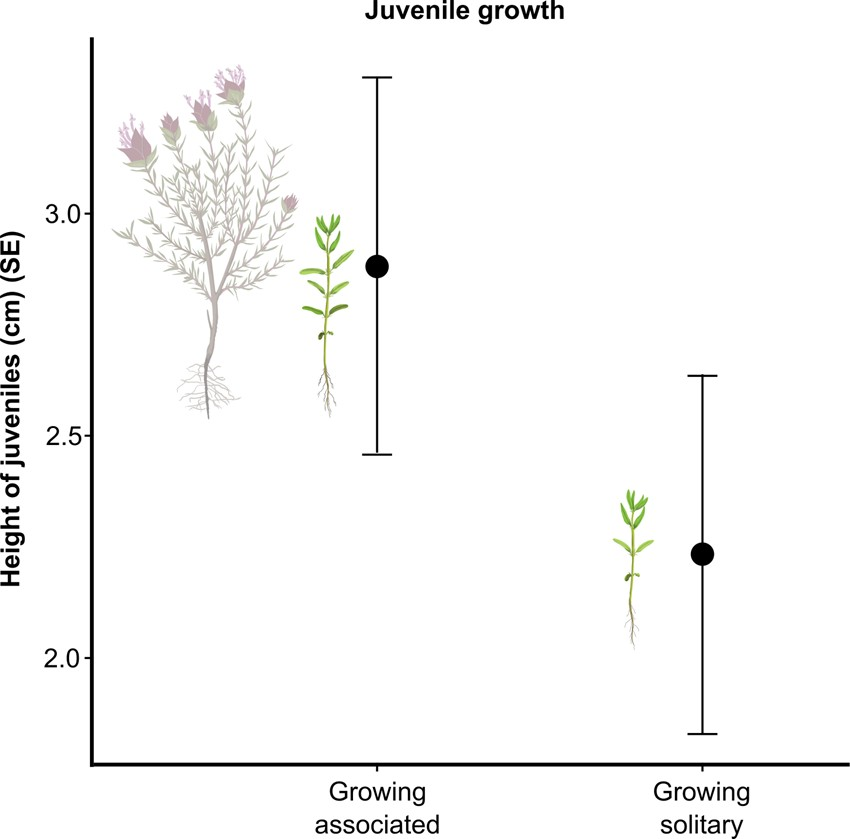 Juvenile growth
Height of juveniles (cm) (SE)
3.0
2.5
2.0
Growing
associated
Growing
solitary